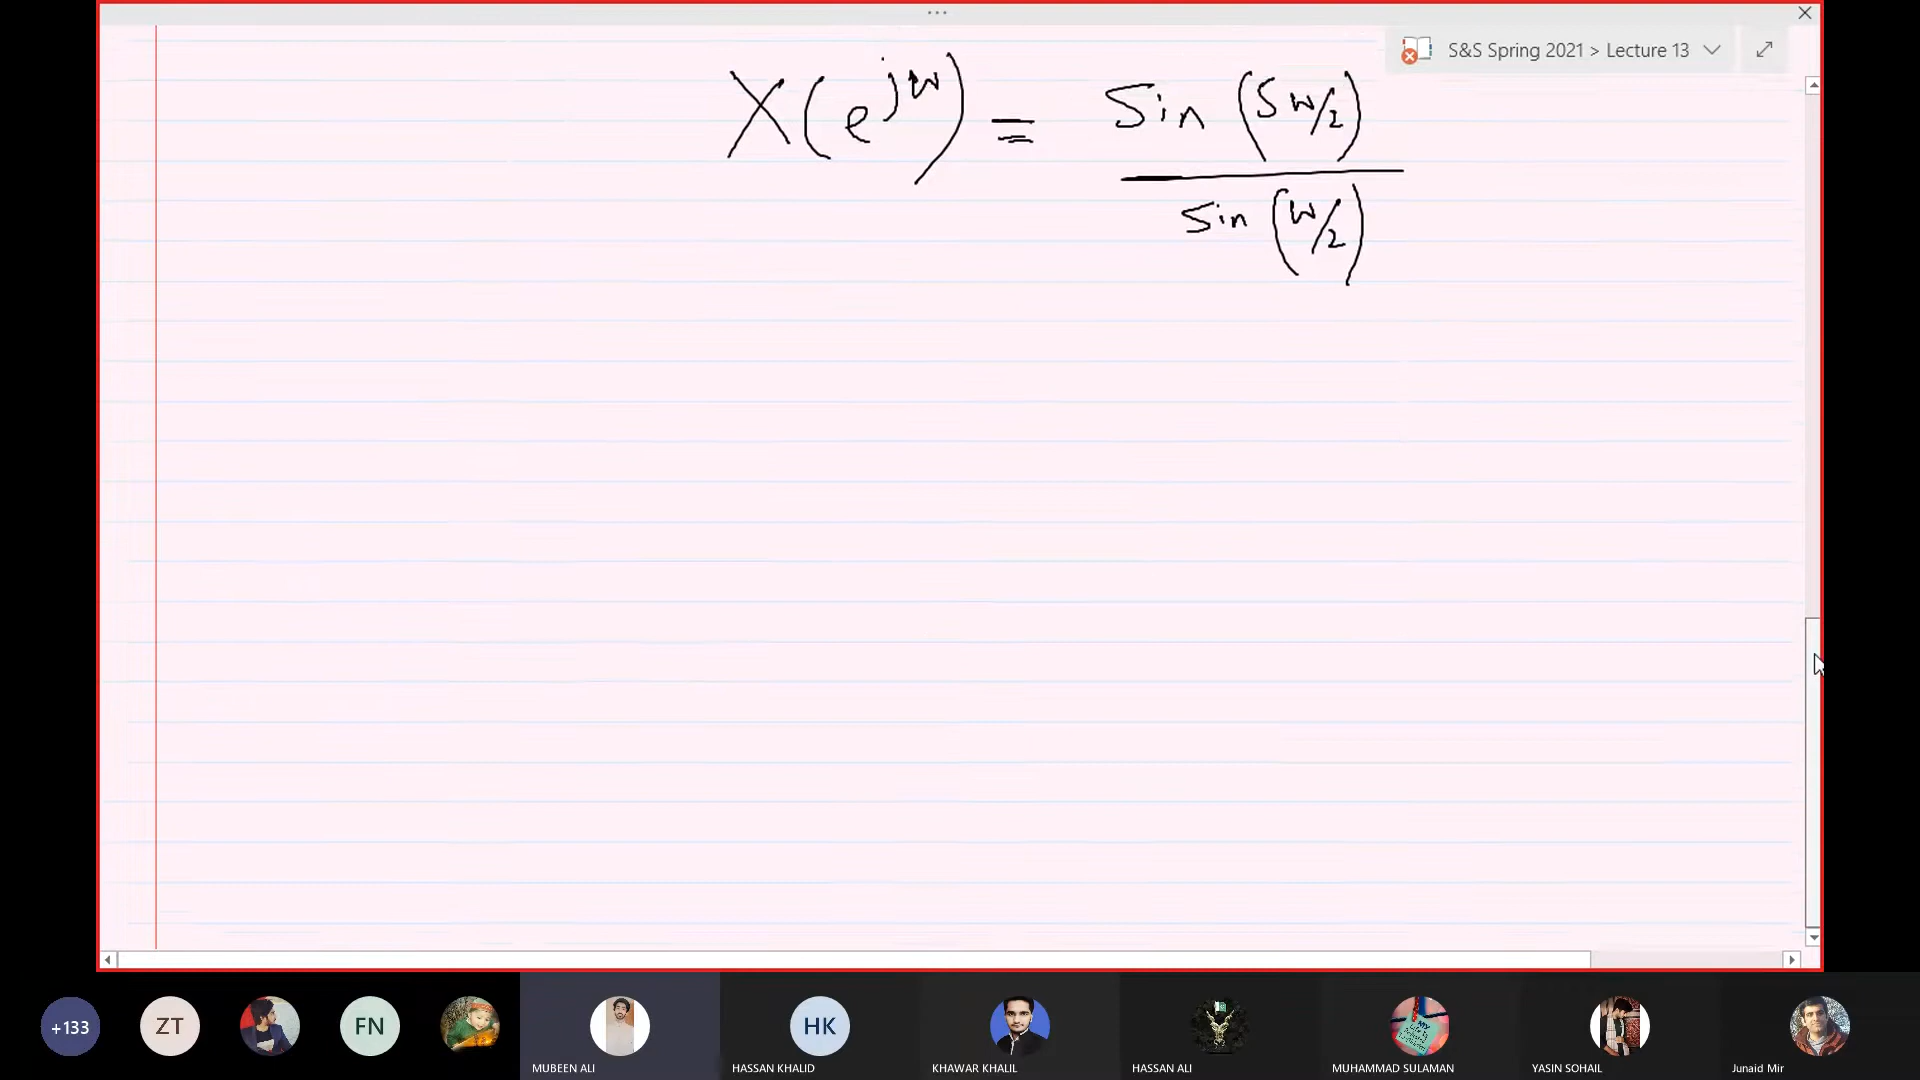 S&S Spring 2021 > Lecture 13
X(e^{jw}) = Sin (5w/2)
Sin (w/2)
+133
ZT
FN
HK
MUBEEN ALI
HASSAN KHALID
KHAWAR KHALIL
HASSAN ALI
MUHAMMAD SULAMAN
YASIN SOHAIL
Junaid Mir